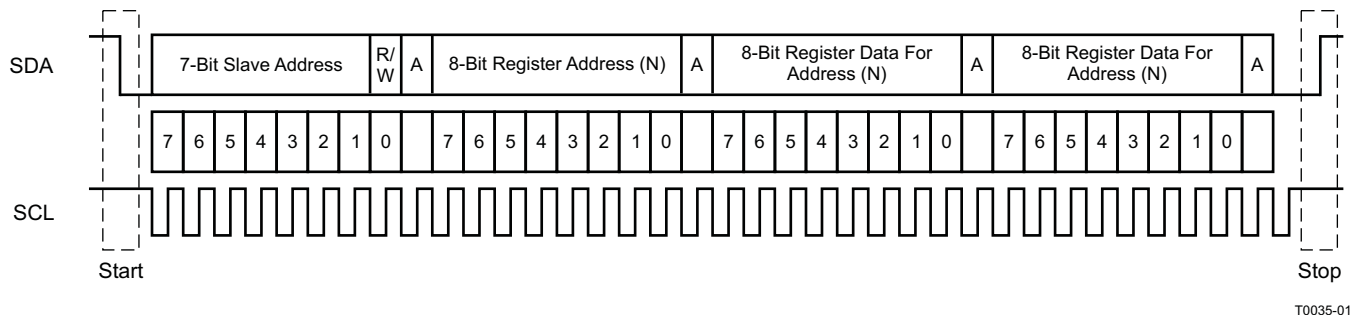 SDA
7-Bit Slave Address
R/
W
A
8-Bit Register Address (N)
A
8-Bit Register Data For
Address (N)
A
8-Bit Register Data For
Address (N)
A
7 6 5 4 3 2 1 0 7 6 5 4 3 2 1 0 7 6 5 4 3 2 1 0 7 6 5 4 3 2 1 0
SCL
Start
Stop
T0035-01